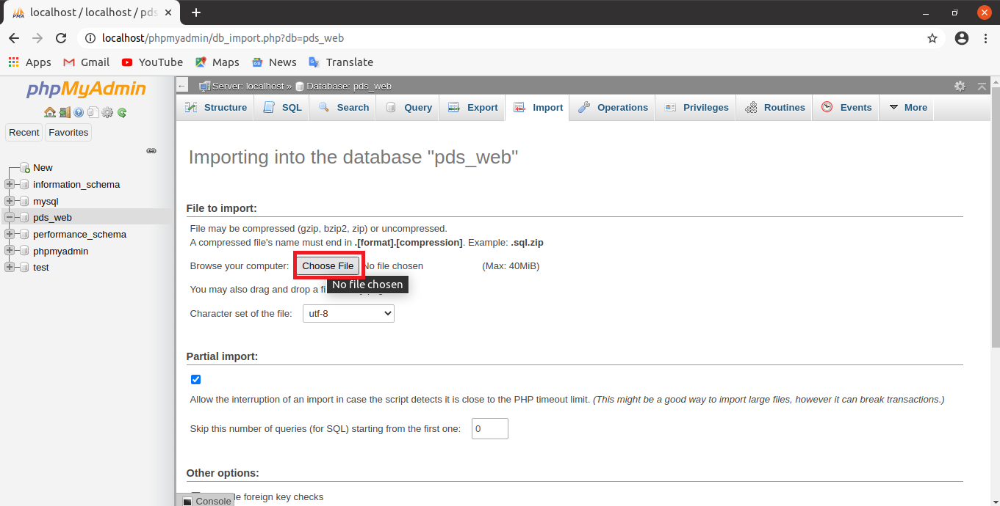 localhost / localhost / pds
localhost/phpmyadmin/db_import.php?db=pds_web
Apps Gmail YouTube Maps News Translate
phpMyAdmin
Recent Favorites
New
information_schema
mysql
pds_web
performance_schema
phpmyadmin
test
Server: localhost » Database: pds_web
Structure SQL Search Query Export Import Operations Privileges Routines Events More
Importing into the database "pds_web"
File to import:
File may be compressed (gzip, bzip2, zip) or uncompressed.
A compressed file's name must end in .[format].[compression]. Example: .sql.zip
Browse your computer: Choose File No file chosen (Max: 40MiB)
No file chosen
You may also drag and drop a
Character set of the file: utf-8
Partial import:
Allow the interruption of an import in case the script detects it is close to the PHP timeout limit. (This might be a good way to import large files, however it can break transactions.)
Skip this number of queries (for SQL) starting from the first one: 0
Other options:
foreign key checks
Console